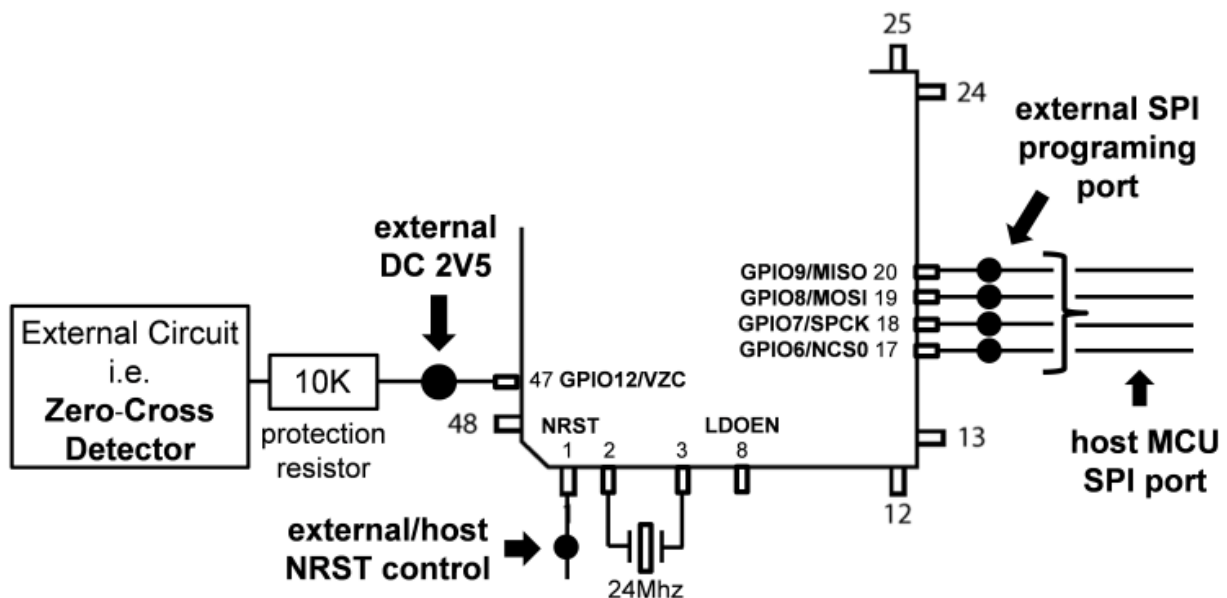 25
24
external SPI
programing
port
external
DC 2V5
GPIO9/MISO 20
GPIO8/MOSI 19
GPIO7/SPCK 18
GPIO6/NCS0 17
External Circuit
i.e.
Zero-Cross
Detector
10K
protection
resistor
47 GPIO12/VZC
48
NRST
LDOEN
1
2
3
8
13
host MCU
SPI port
1
12
external/host
NRST control
24Mhz